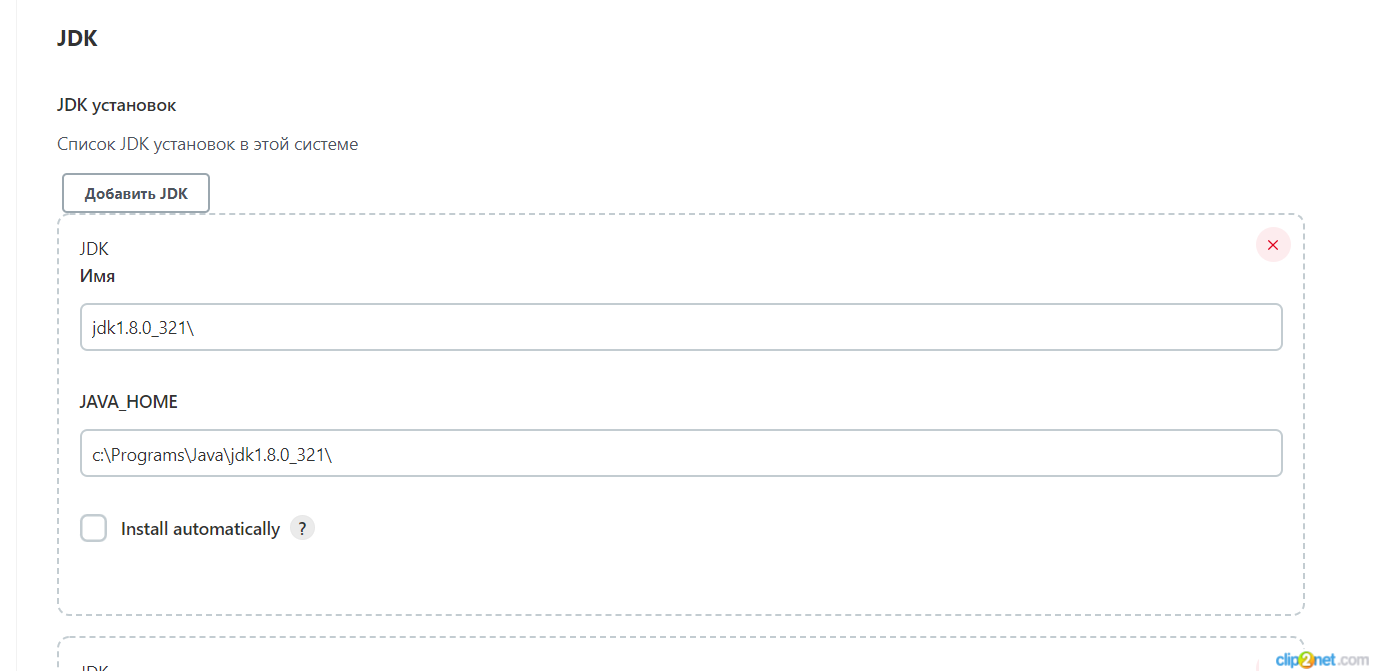 JDK
JDK установок
Список JDK установок в этой системе
Добавить JDK
JDK
Имя
jdk1.8.0_321\
JAVA_HOME
c:\Programs\Java\jdk1.8.0_321\
Install automatically ?
JDK
clip2net.com